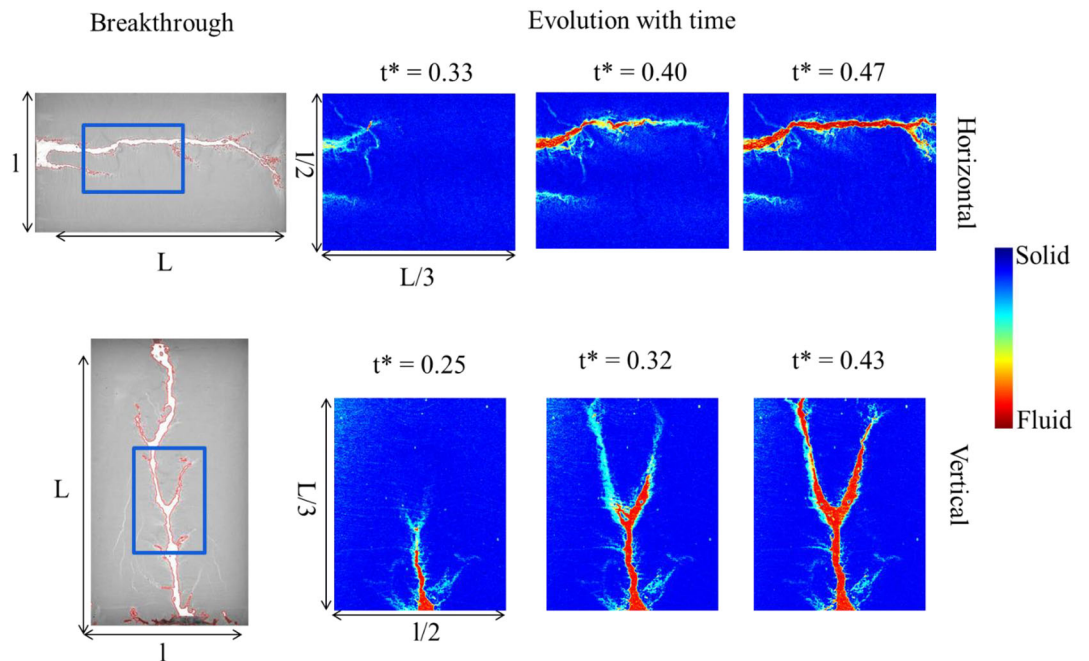 Breakthrough
Evolution with time
t* = 0.33
t* = 0.40
t* = 0.47
l
L
l/2
L/3
Horizontal
Solid
Fluid
t* = 0.25
t* = 0.32
t* = 0.43
L
l
L/3
l/2
Vertical